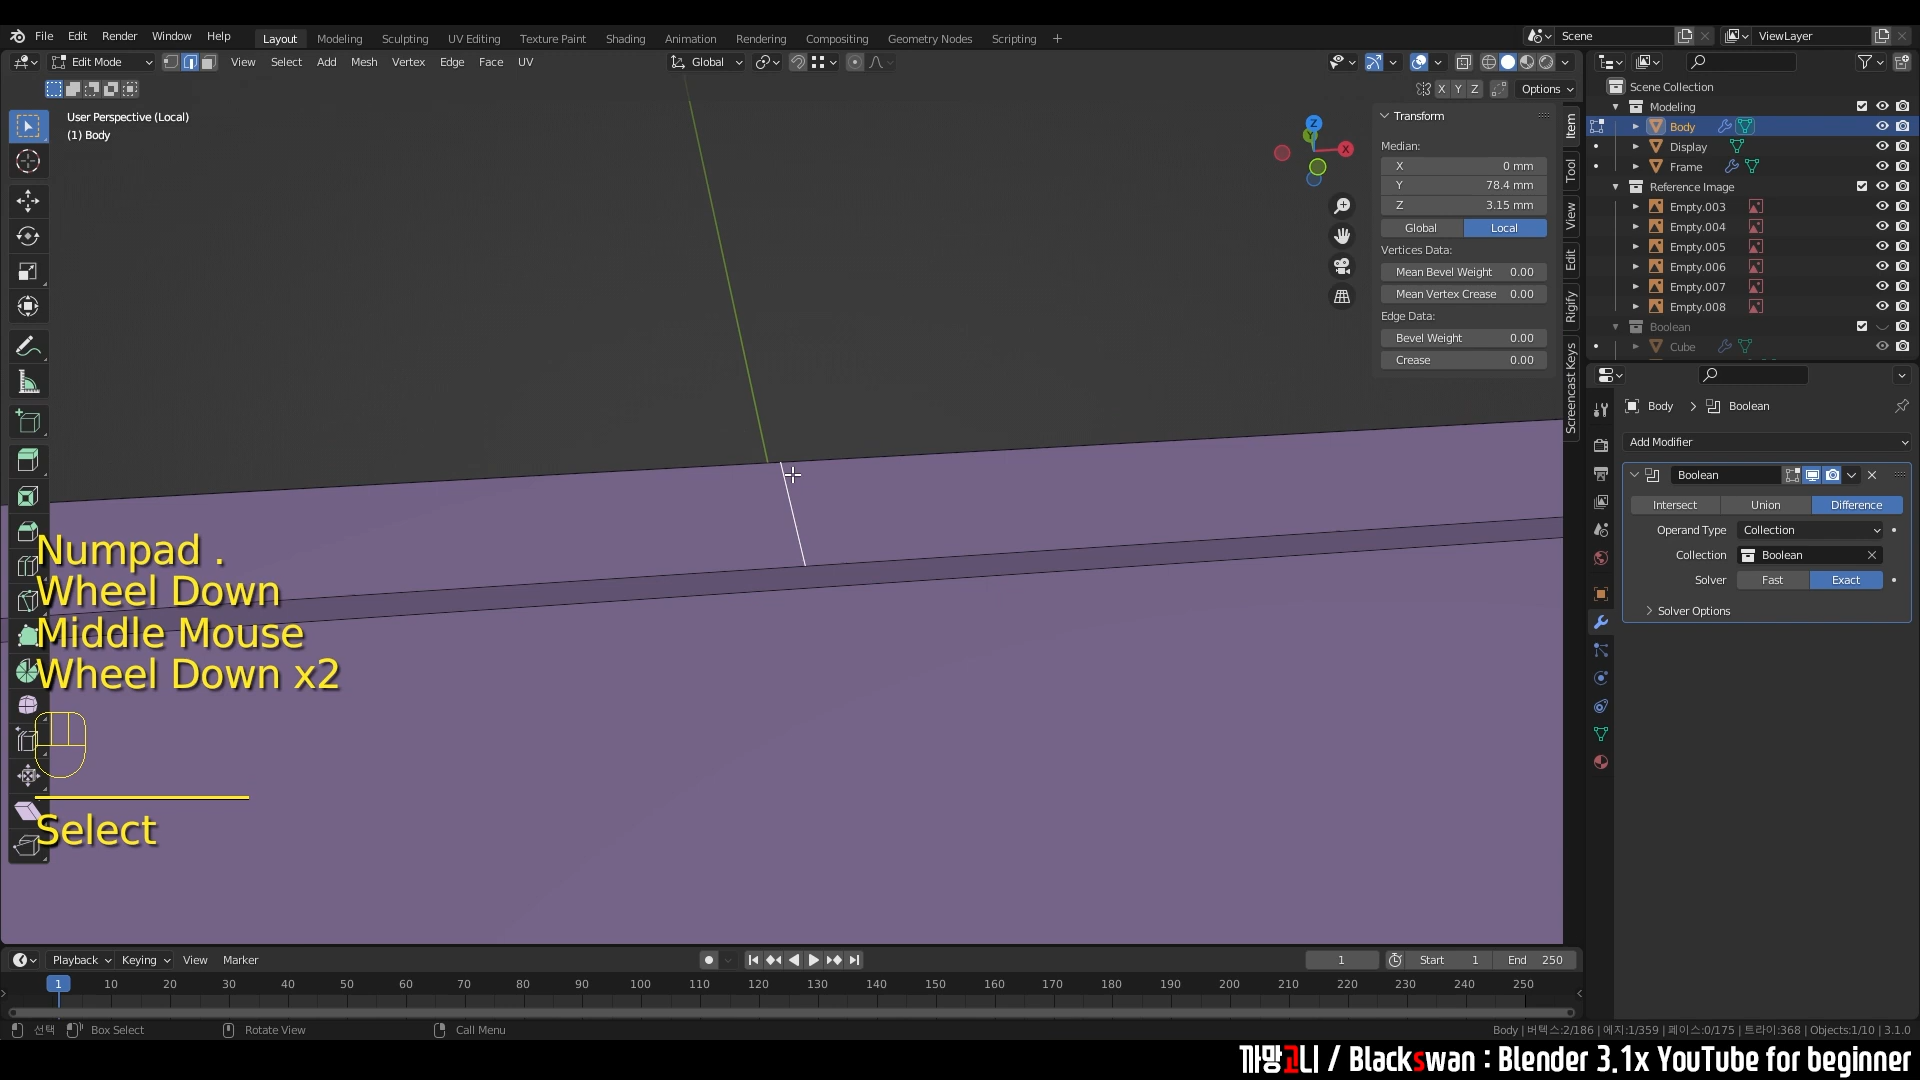 File Edit Render Window Help Layout Modeling Sculpting UV Editing Texture Paint Shading Animation Rendering Compositing Geometry Nodes Scripting + Scene ViewLayer
Edit Mode View Select Add Mesh Vertex Edge Face UV Global
X Y Z Options
User Perspective (Local)
(1) Body
Z
Y
X
Transform
Median:
X 0 mm
Y 78.4 mm
Z 3.15 mm
Global Local
Vertices Data:
Mean Bevel Weight 0.00
Mean Vertex Crease 0.00
Edge Data:
Bevel Weight 0.00
Crease 0.00
Item
Tool
View
Edit
Rigify
Screencast Keys
Scene Collection
Modeling
Body
Display
Frame
Reference Image
Empty.003
Empty.004
Empty.005
Empty.006
Empty.007
Empty.008
Boolean
Cube
Body > Boolean
Add Modifier
Boolean
Intersect Union Difference
Operand Type Collection
Collection Boolean
Solver Fast Exact
Solver Options
Numpad .
Wheel Down
Middle Mouse
Wheel Down x2
Select
Playback Keying View Marker 1 Start 1 End 250
1 10 20 30 40 50 60 70 80 90 100 110 120 130 140 150 160 170 180 190 200 210 220 230 240 250
선택 Box Select Rotate View Call Menu Body | 버텍스:2/186 | 에지:1/359 | 페이스:0/175 | 트라이:368 | Objects:1/10 | 3.1.0
까망고니 / Blackswan : Blender 3.1x YouTube for beginner